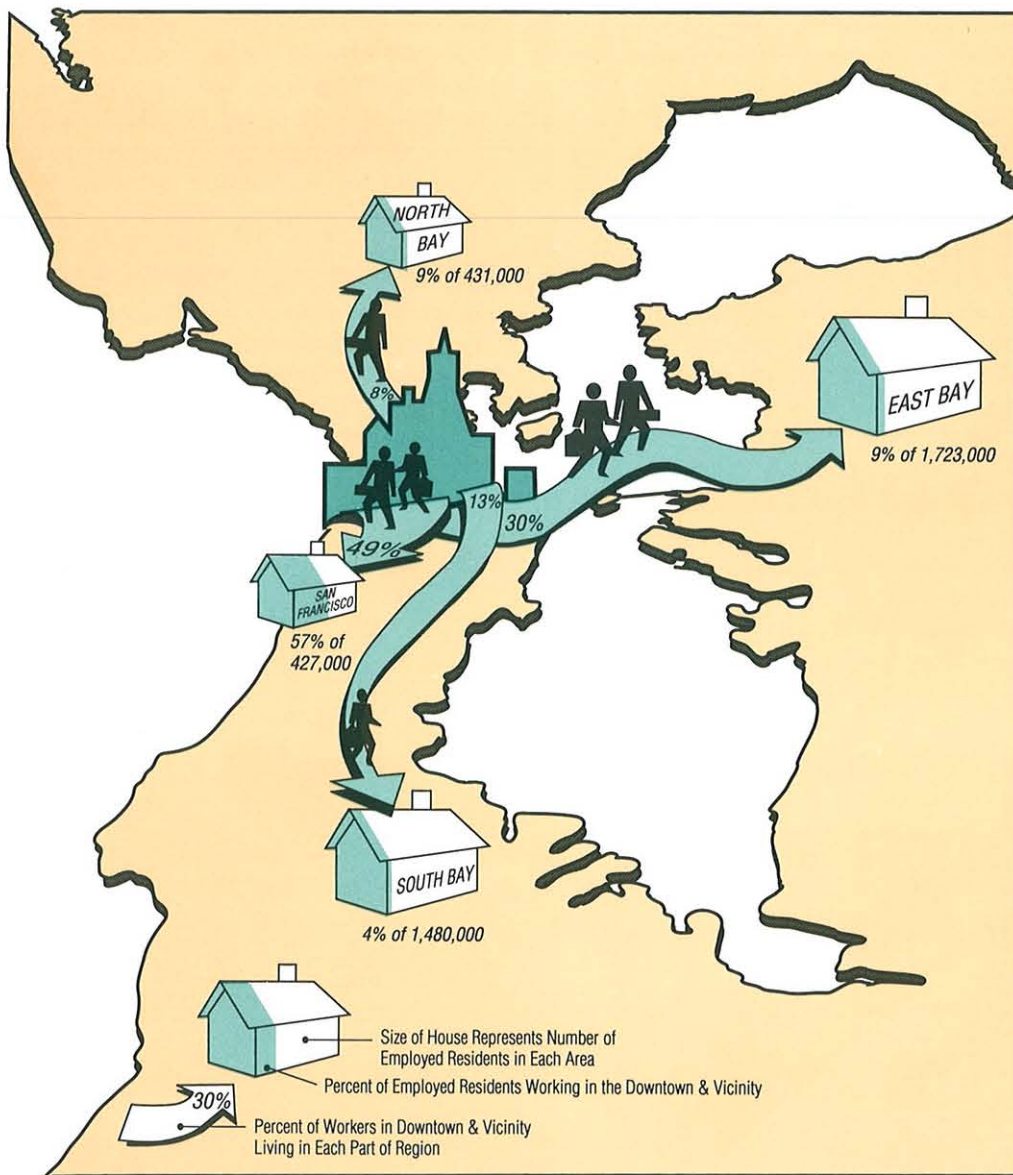 NORTH
BAY
9% of 431,000
8%
EAST BAY
9% of 1,723,000
13%
30%
49%
SAN
FRANCISCO
57% of
427,000
SOUTH BAY
4% of 1,480,000
Size of House Represents Number of
Employed Residents in Each Area
Percent of Employed Residents Working in the Downtown & Vicinity
30%
Percent of Workers in Downtown & Vicinity
Living in Each Part of Region